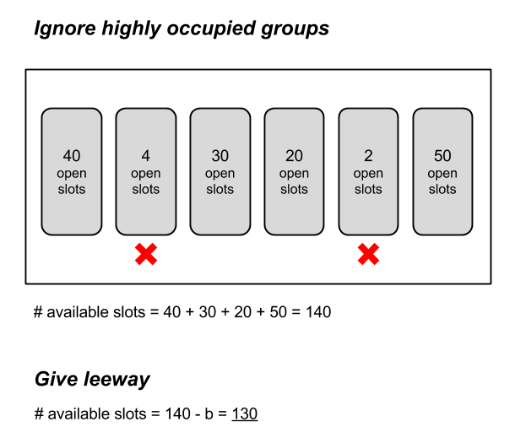 Ignore highly occupied groups
40 open slots
4 open slots
30 open slots
20 open slots
2 open slots
50 open slots
# available slots = 40 + 30 + 20 + 50 = 140
Give leeway
# available slots = 140 - b = 130